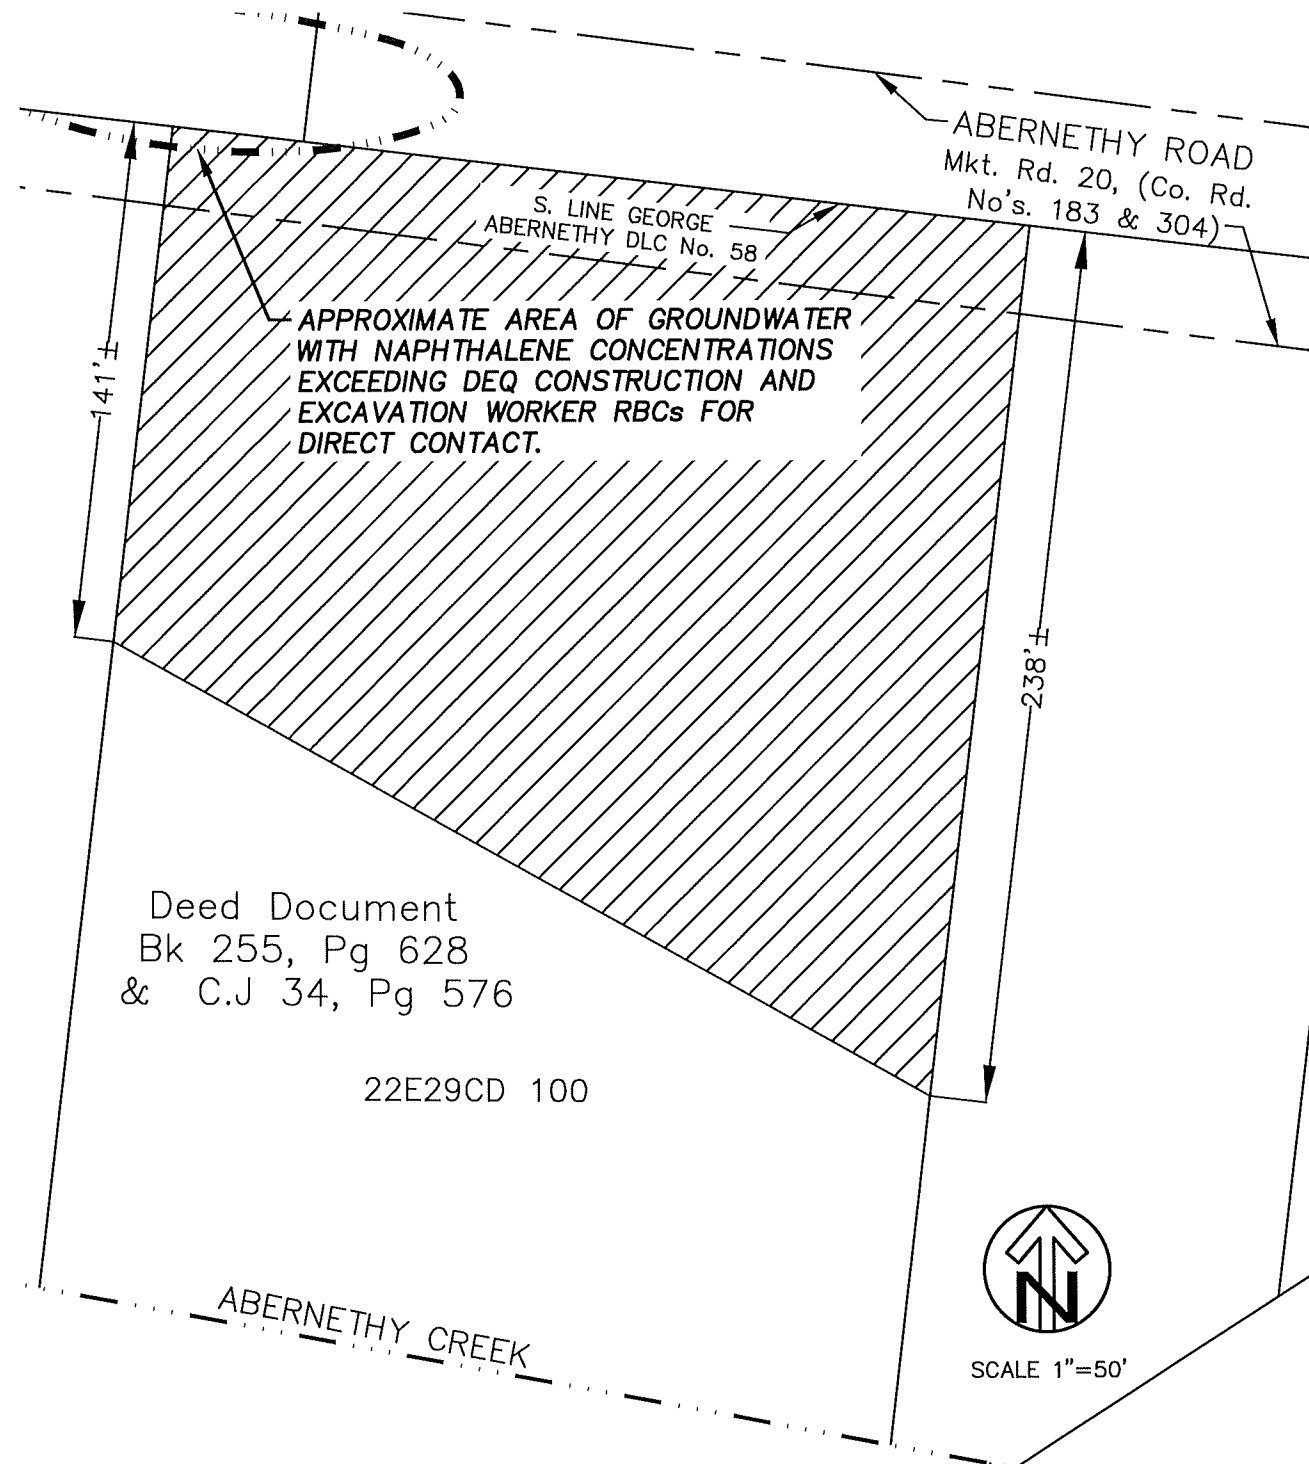 ABERNETHY ROAD
Mkt. Rd. 20, (Co. Rd.
No's. 183 & 304)
S. LINE GEORGE
ABERNETHY DLC No. 58
APPROXIMATE AREA OF GROUNDWATER
WITH NAPHTHALENE CONCENTRATIONS
EXCEEDING DEQ CONSTRUCTION AND
EXCAVATION WORKER RBCs FOR
DIRECT CONTACT.
141'±
238'±
Deed Document
Bk 255, Pg 628
& C.J 34, Pg 576
22E29CD 100
ABERNETHY CREEK
N
SCALE 1"=50'